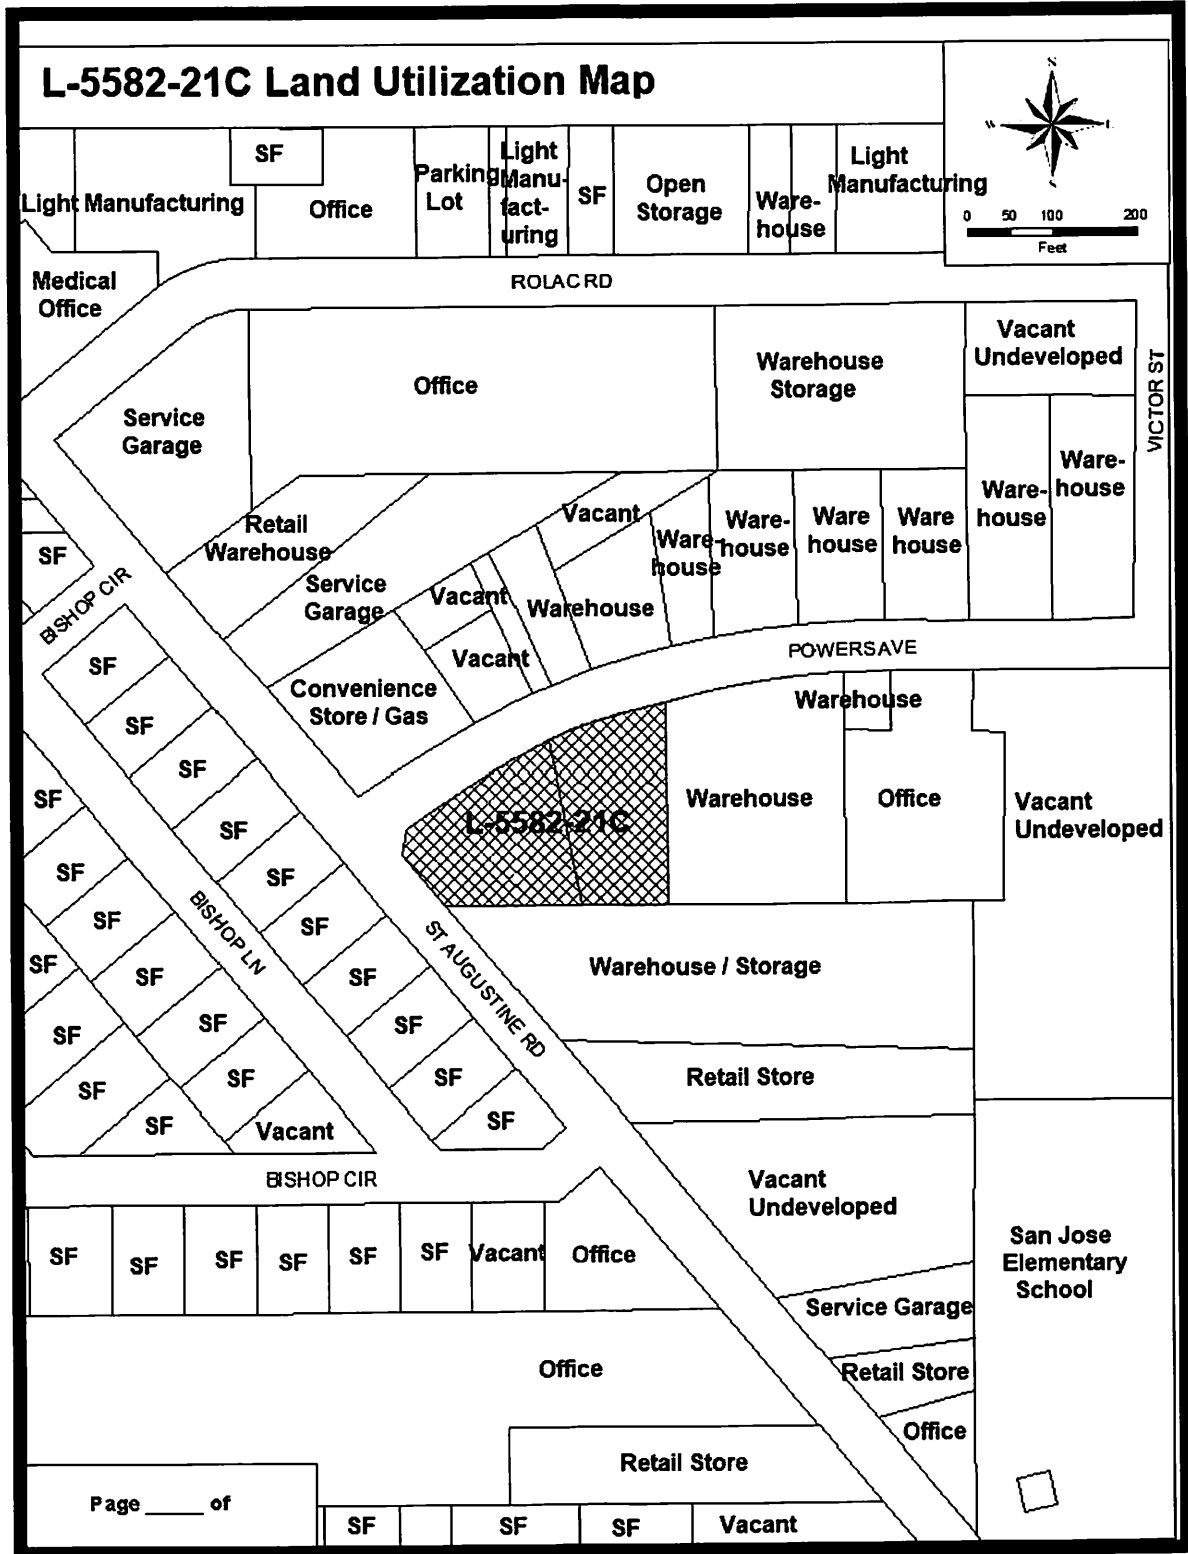 L-5582-21C Land Utilization Map
N
W
E
S
0 50 100 200
Feet
SF
Light Manufacturing
Office
Parking
Lot
Light
Manu-
fact-
uring
SF
Open
Storage
Ware-
house
Light
Manufacturing
Medical
Office
ROLAC RD
VICTOR ST
Service
Garage
Office
Warehouse
Storage
Vacant
Undeveloped
Ware-
house
Ware-
house
Retail
Warehouse
Service
Garage
Vacant
Vacant
Vacant
Warehouse
Ware-
house
Ware-
house
Ware
house
Ware
house
SF
BISHOP CIR
Convenience
Store / Gas
POWERS AVE
Warehouse
Warehouse
Office
Vacant
Undeveloped
L-5582-21C
SF
SF
SF
SF
SF
SF
SF
SF
SF
SF
BISHOP LN
ST AUGUSTINE RD
SF
SF
SF
SF
SF
SF
SF
SF
SF
SF
Vacant
Warehouse / Storage
Retail Store
BISHOP CIR
Vacant
Undeveloped
San Jose
Elementary
School
SF
SF
SF
SF
SF
SF
Vacant
Office
Service Garage
Office
Retail Store
Office
Retail Store
Page _____ of
SF
SF
SF
Vacant